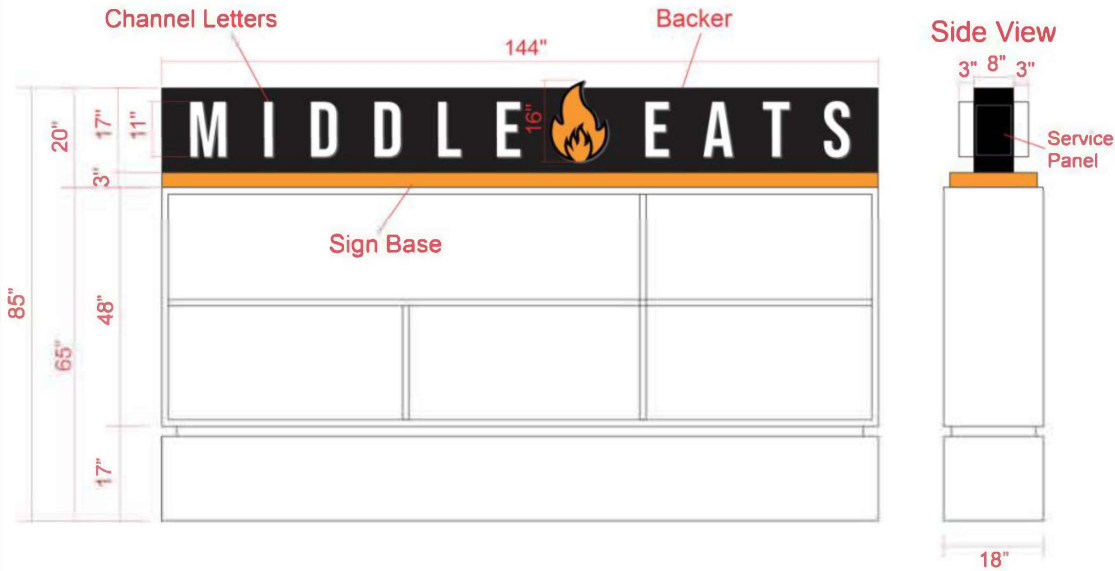 Channel Letters
Backer
Side View
144"
3" 8" 3"
MIDDLE EATS
16"
20"
17"
11"
3"
Service
Panel
Sign Base
85"
65"
48"
17"
18"